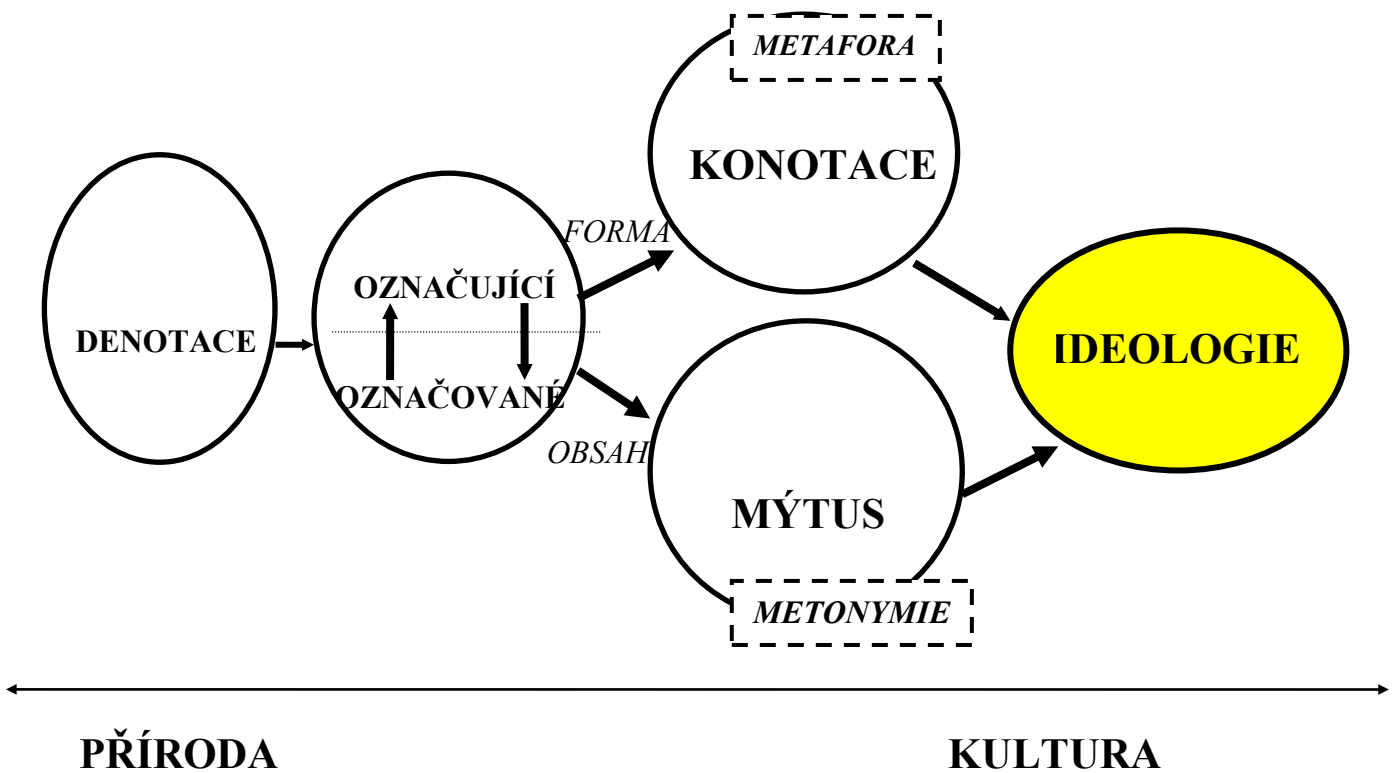 METAFORA
KONOTACE
FORMA
OZNAČUJÍCÍ
DENOTACE
IDEOLOGIE
OZNAČOVANÉ
OBSAH
MÝTUS
METONYMIE
PŘÍRODA
KULTURA